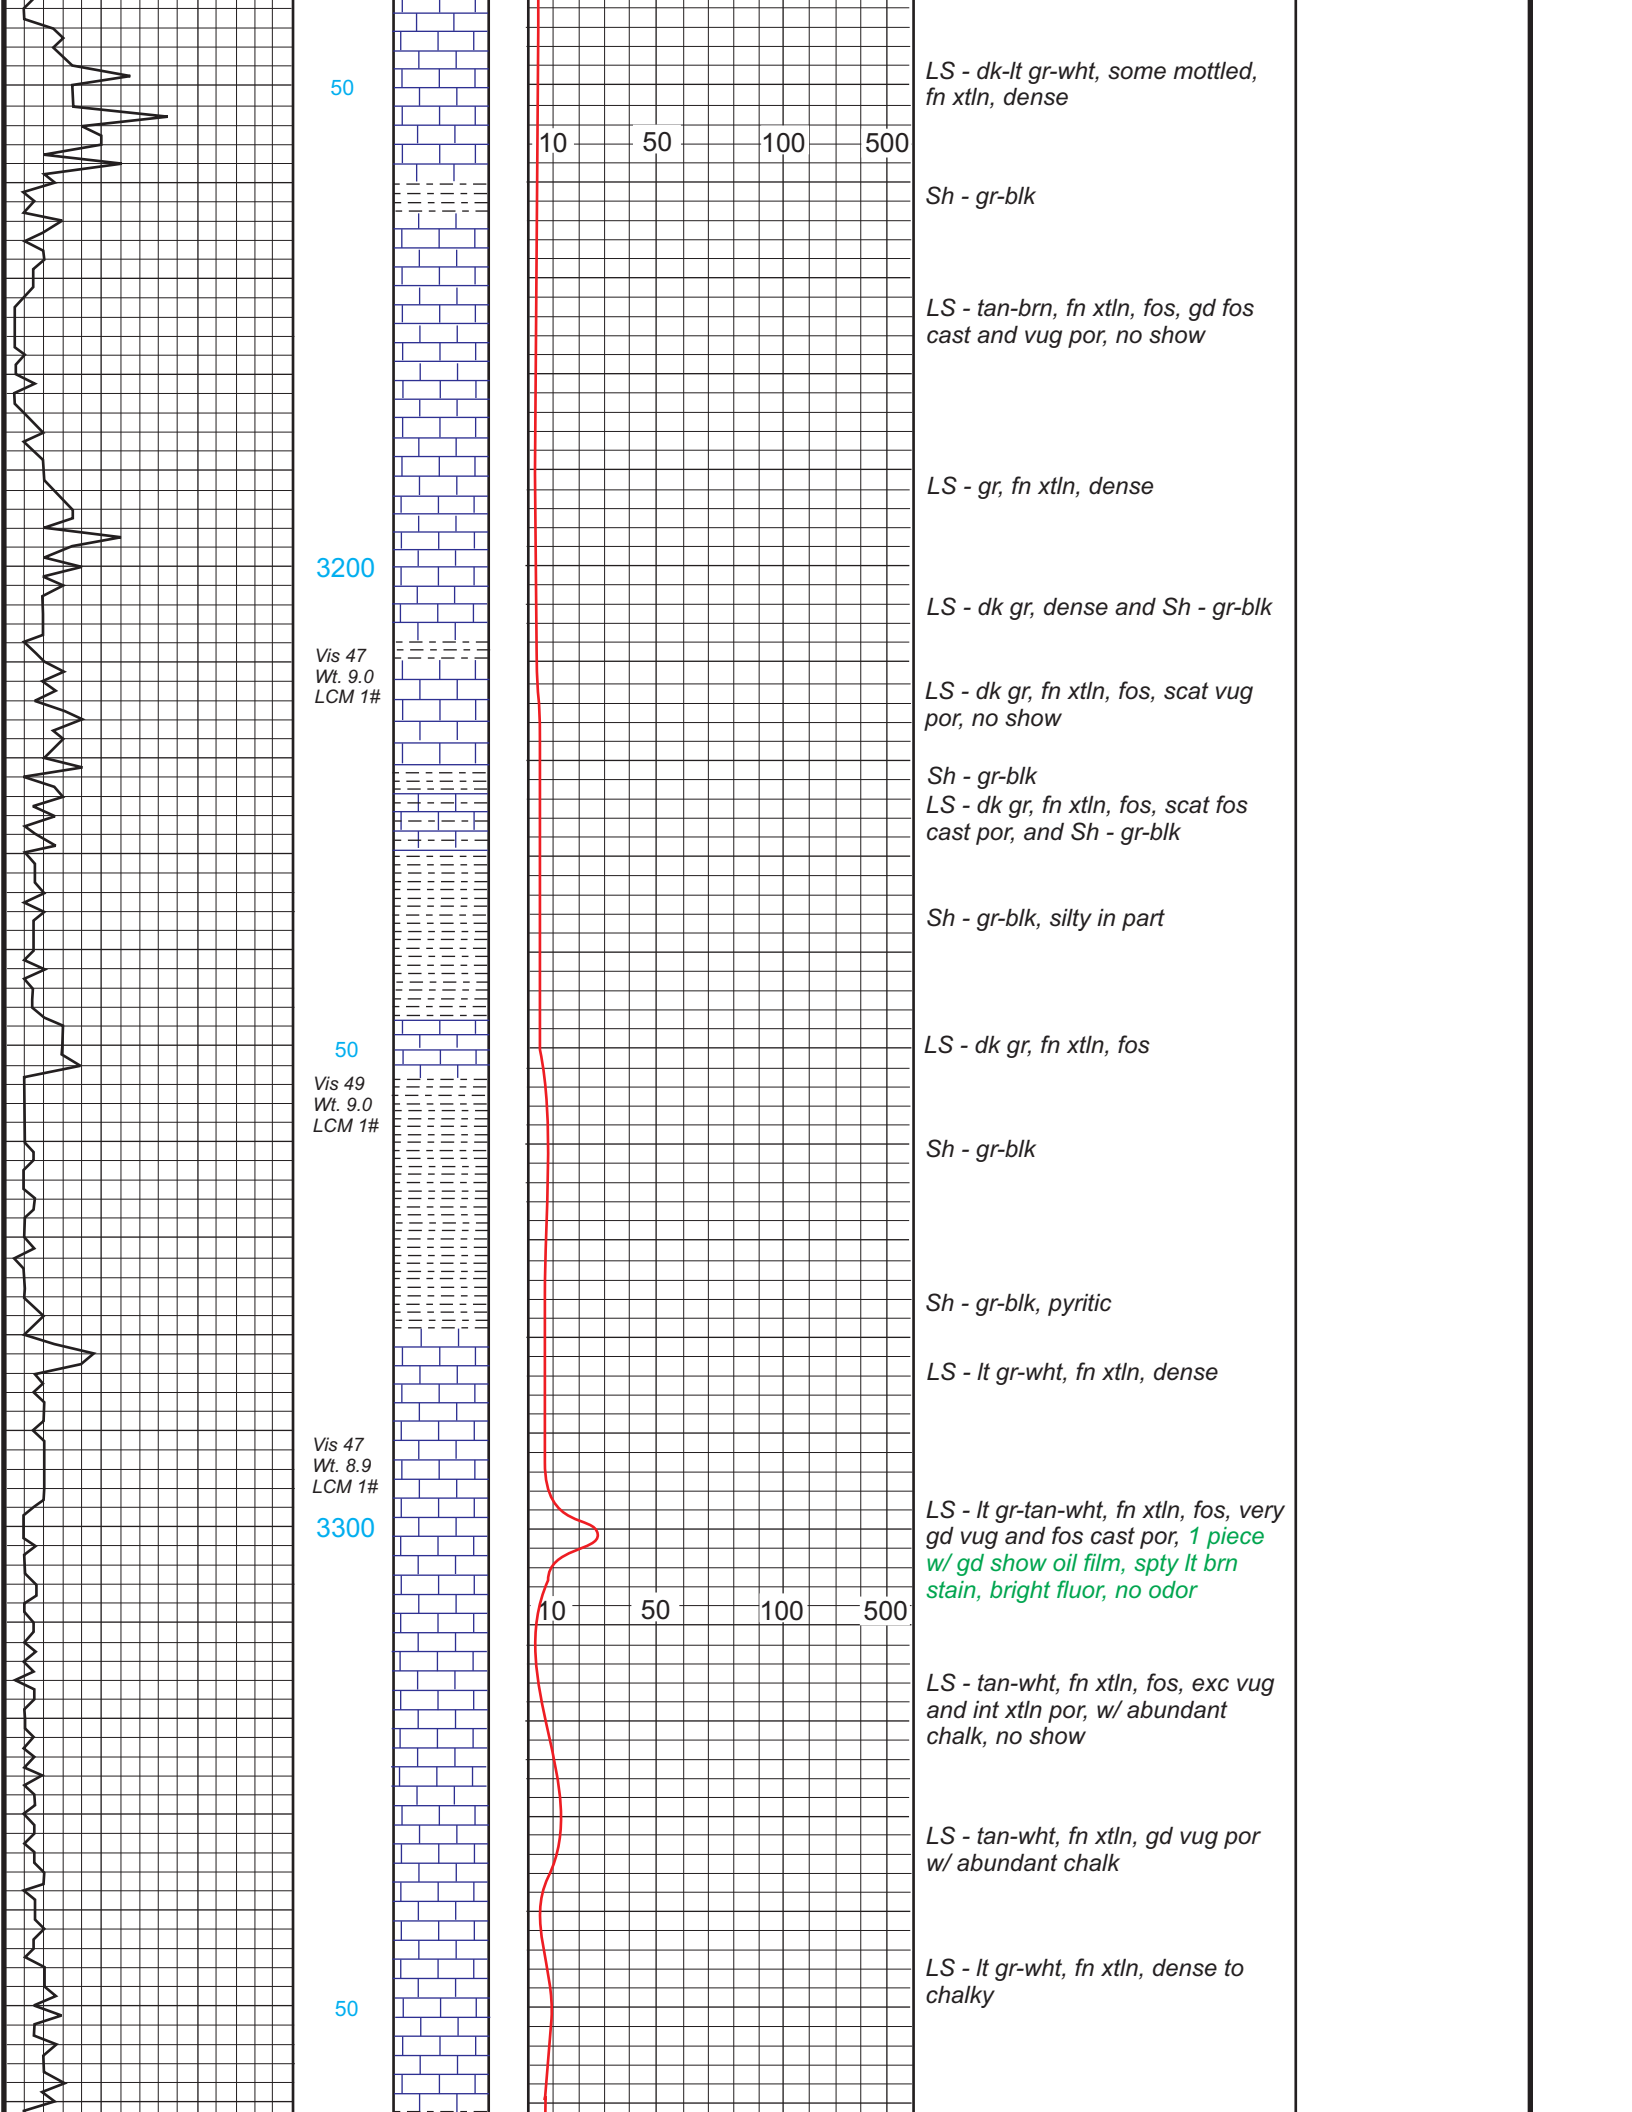 50
LS - dk-lt gr-wht, some mottled,
fn xtln, dense
10 50 100 500
Sh - gr-blk
LS - tan-brn, fn xtln, fos, gd fos
cast and vug por, no show
LS - gr, fn xtln, dense
3200
LS - dk gr, dense and Sh - gr-blk
Vis 47
Wt. 9.0
LCM 1#
LS - dk gr, fn xtln, fos, scat vug
por, no show
Sh - gr-blk
LS - dk gr, fn xtln, fos, scat fos
cast por, and Sh - gr-blk
Sh - gr-blk, silty in part
50
LS - dk gr, fn xtln, fos
Vis 49
Wt. 9.0
LCM 1#
Sh - gr-blk
Sh - gr-blk, pyritic
LS - lt gr-wht, fn xtln, dense
Vis 47
Wt. 8.9
LCM 1#
3300
LS - lt gr-tan-wht, fn xtln, fos, very
gd vug and fos cast por, 1 piece
w/ gd show oil film, spty lt brn
stain, bright fluor, no odor
10 50 100 500
LS - tan-wht, fn xtln, fos, exc vug
and int xtln por, w/ abundant
chalk, no show
LS - tan-wht, fn xtln, gd vug por
w/ abundant chalk
LS - lt gr-wht, fn xtln, dense to
chalky
50